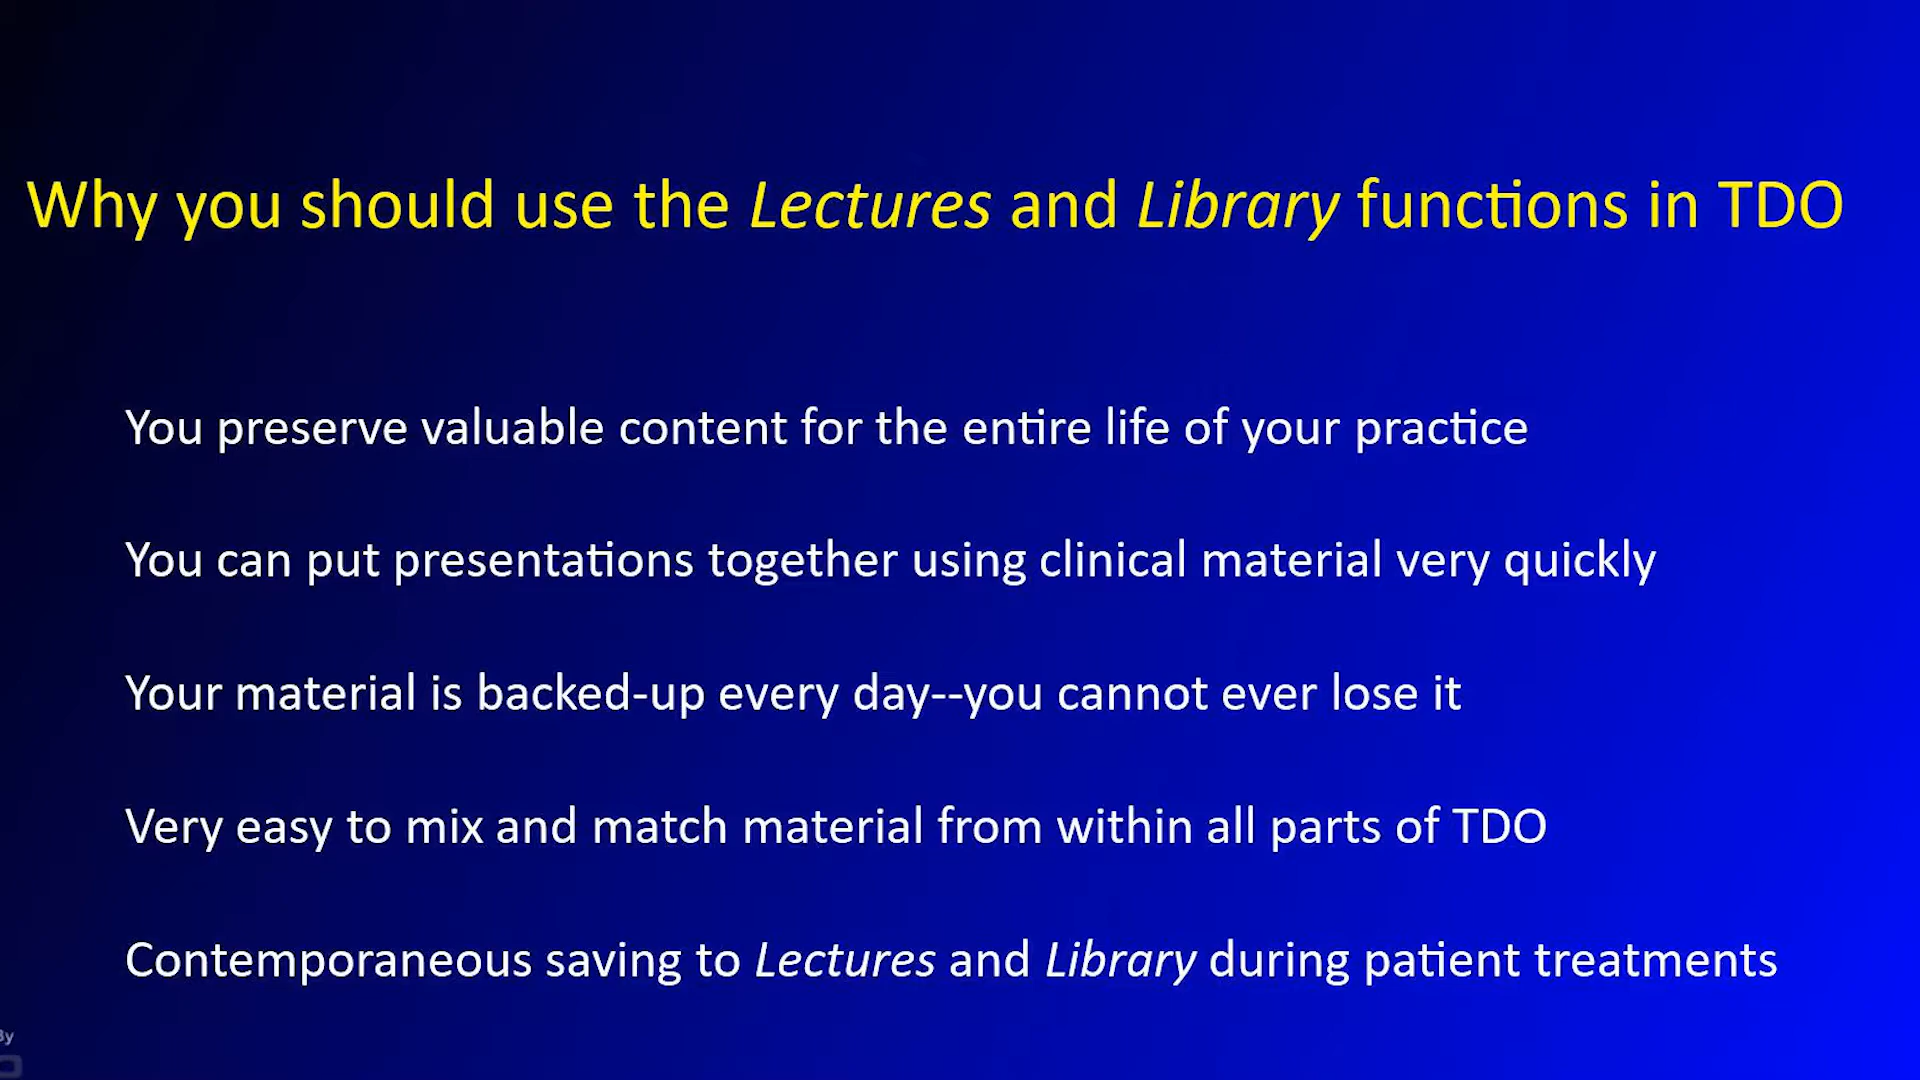 Why you should use the Lectures and Library functions in TDO
You preserve valuable content for the entire life of your practice
You can put presentations together using clinical material very quickly
Your material is backed-up every day--you cannot ever lose it
Very easy to mix and match material from within all parts of TDO
Contemporaneous saving to Lectures and Library during patient treatments
By